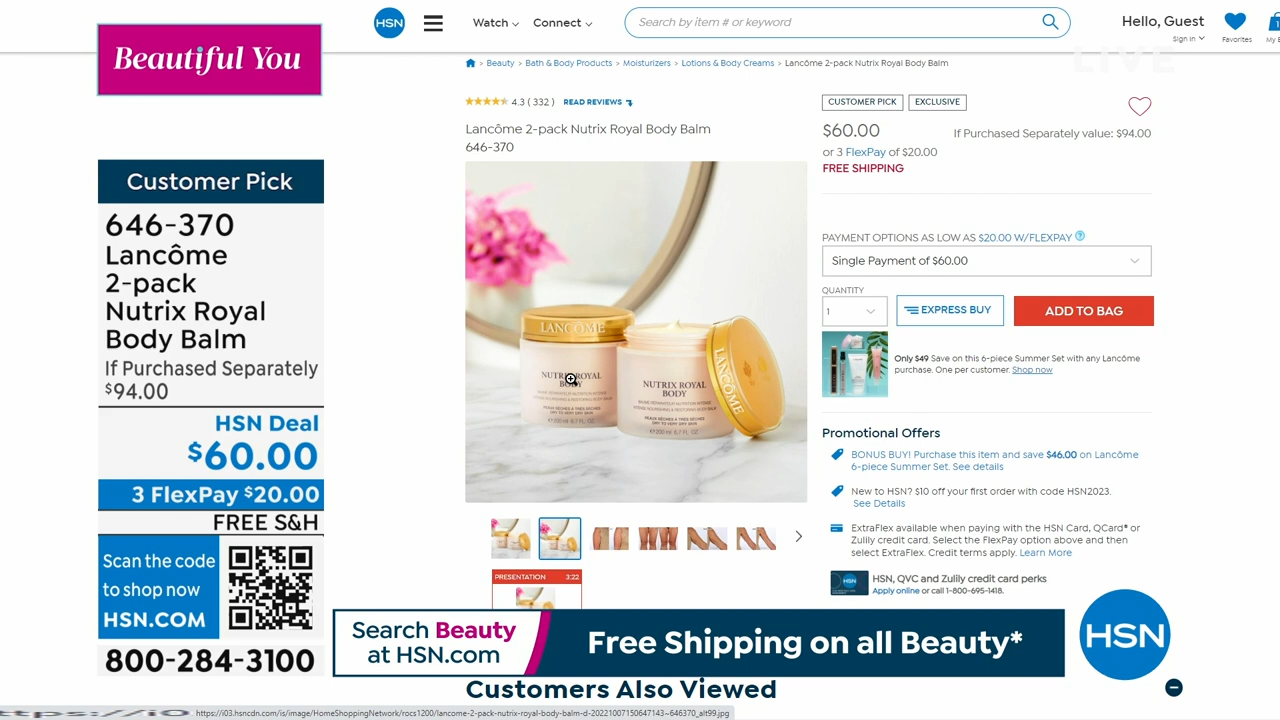 Beautiful You
Customer Pick
646-370
Lancôme
2-pack
Nutrix Royal
Body Balm
If Purchased Separately
$94.00
HSN Deal
$60.00
3 FlexPay $20.00
FREE S&H
Scan the code
to shop now
HSN.COM
800-284-3100
HSN
Watch
Connect
Search by item # or keyword
Hello, Guest
Sign In
Favorites
LIVE
> Beauty > Bath & Body Products > Moisturizers > Lotions & Body Creams > Lancôme 2-pack Nutrix Royal Body Balm
4.3 ( 332 ) READ REVIEWS
Lancôme 2-pack Nutrix Royal Body Balm
646-370
LANCÔME
NUTRIX ROYAL
BODY
NUTRIX ROYAL
BODY
LANCÔME
PRESENTATION 3:22
CUSTOMER PICK
EXCLUSIVE
$60.00
If Purchased Separately value: $94.00
or 3 FlexPay of $20.00
FREE SHIPPING
PAYMENT OPTIONS AS LOW AS $20.00 W/FLEXPAY
Single Payment of $60.00
QUANTITY
1
EXPRESS BUY
ADD TO BAG
Only $49 Save on this 6-piece Summer Set with any Lancôme
purchase. One per customer. Shop now
Promotional Offers
BONUS BUY! Purchase this item and save $46.00 on Lancôme
6-piece Summer Set. See details
New to HSN? $10 off your first order with code HSN2023.
See Details
ExtraFlex available when paying with the HSN Card, QCard® or
Zulily credit card. Select the FlexPay option above and then
select ExtraFlex. Credit terms apply. Learn More
HSN
HSN, QVC and Zulily credit card perks
Apply online or call 1-800-695-1418.
Search Beauty
at HSN.com
Free Shipping on all Beauty*
HSN
Customers Also Viewed
https://i03.hsncdn.com/is/image/HomeShoppingNetwork/rocs1200/lancome-2-pack-nutrix-royal-body-balm-d-20221007150647143~646370_alt99.jpg